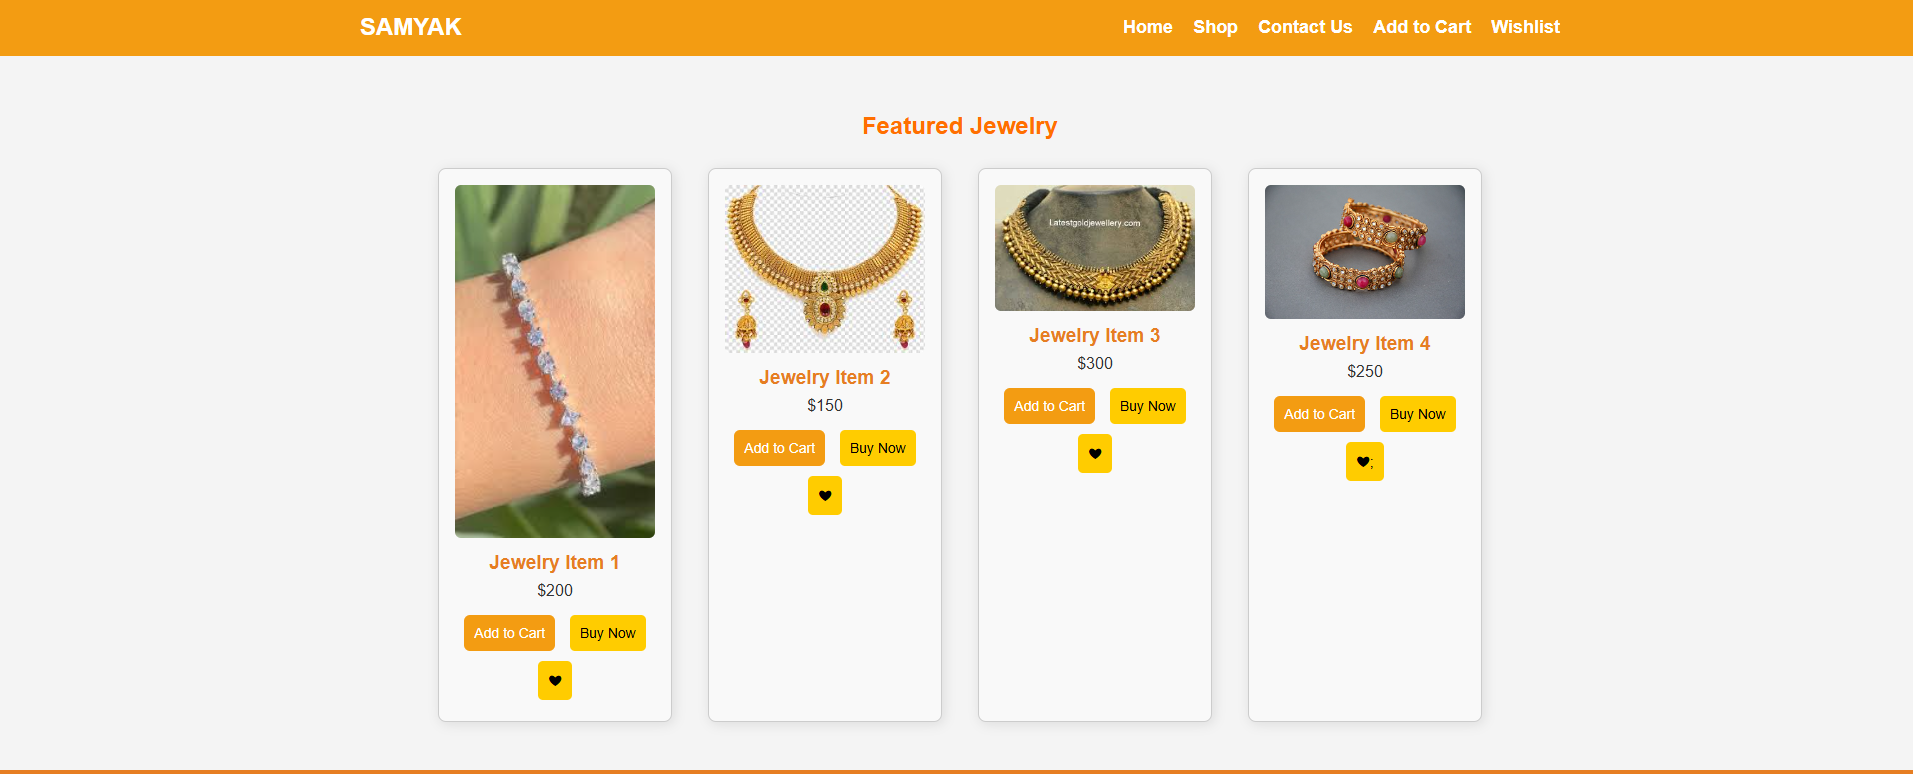 SAMYAK
Home Shop Contact Us Add to Cart Wishlist
Featured Jewelry
Jewelry Item 1
$200
Add to Cart Buy Now
♥
Jewelry Item 2
$150
Add to Cart Buy Now
♥
Latestgoldjewellery.com
Jewelry Item 3
$300
Add to Cart Buy Now
♥
Jewelry Item 4
$250
Add to Cart Buy Now
♥;